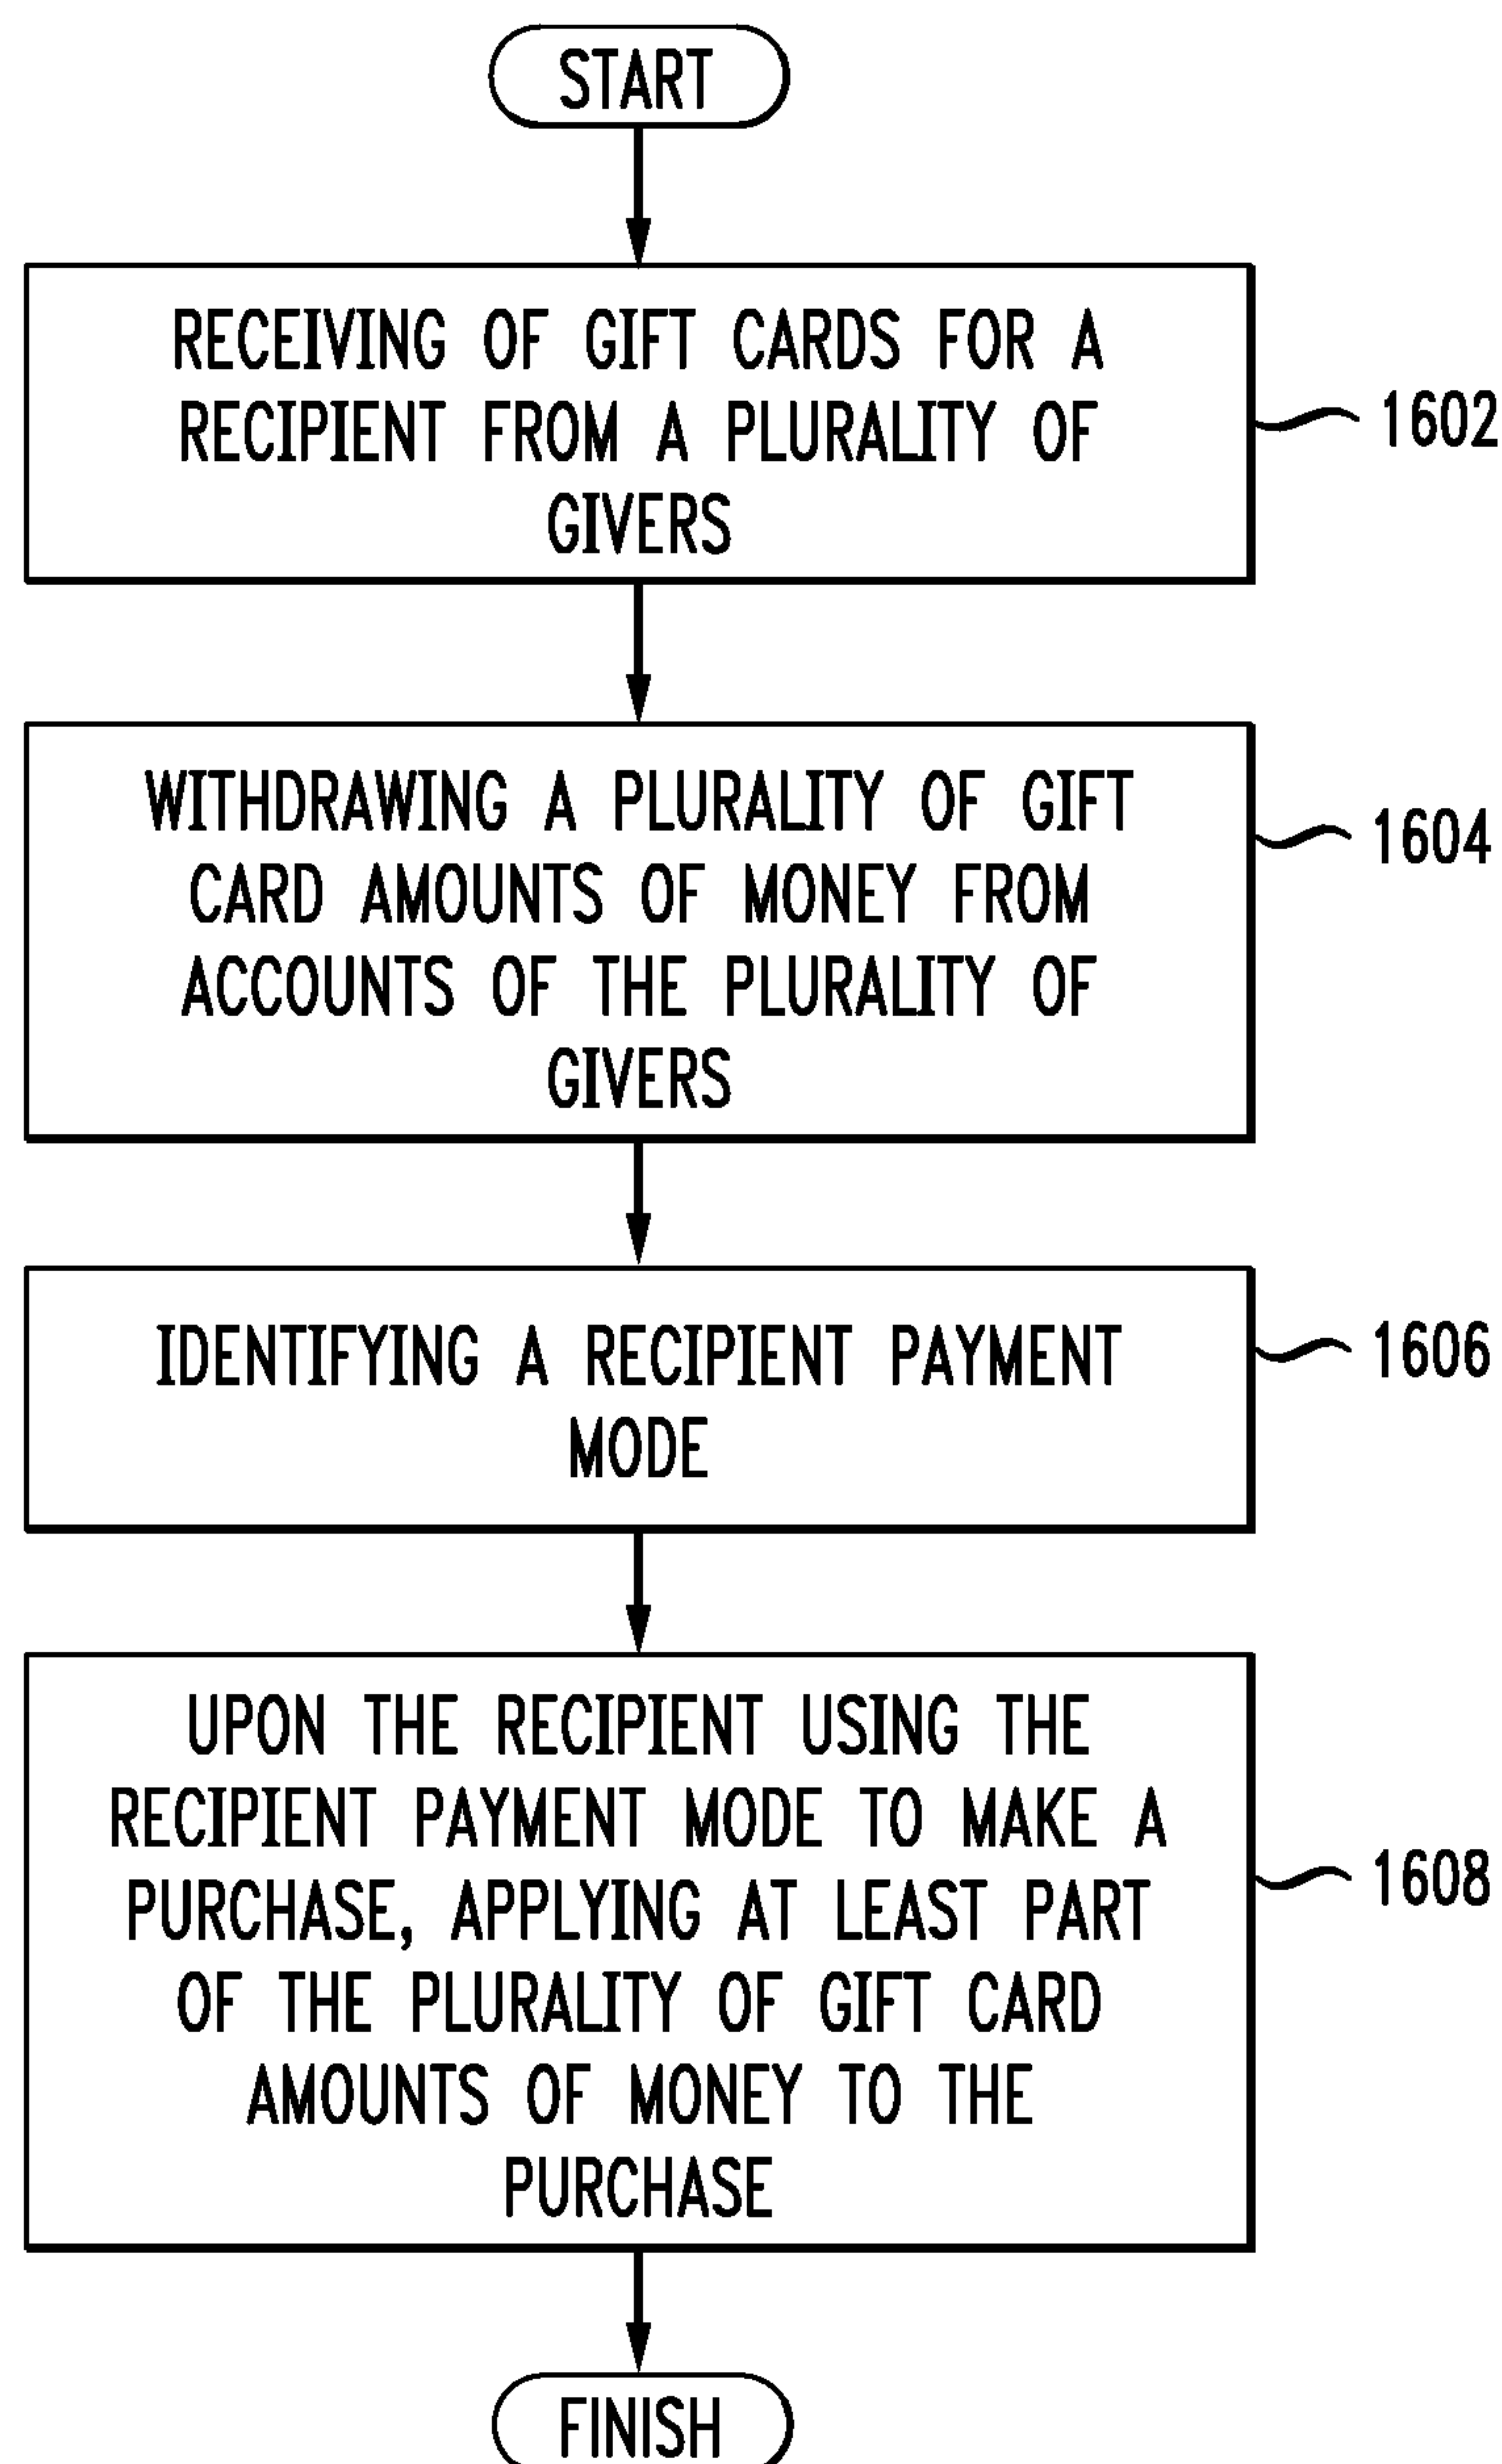 START
RECEIVING OF GIFT CARDS FOR A
RECIPIENT FROM A PLURALITY OF
GIVERS
1602
WITHDRAWING A PLURALITY OF GIFT
CARD AMOUNTS OF MONEY FROM
ACCOUNTS OF THE PLURALITY OF
GIVERS
1604
IDENTIFYING A RECIPIENT PAYMENT
MODE
1606
UPON THE RECIPIENT USING THE
RECIPIENT PAYMENT MODE TO MAKE A
PURCHASE, APPLYING AT LEAST PART
OF THE PLURALITY OF GIFT CARD
AMOUNTS OF MONEY TO THE
PURCHASE
1608
FINISH